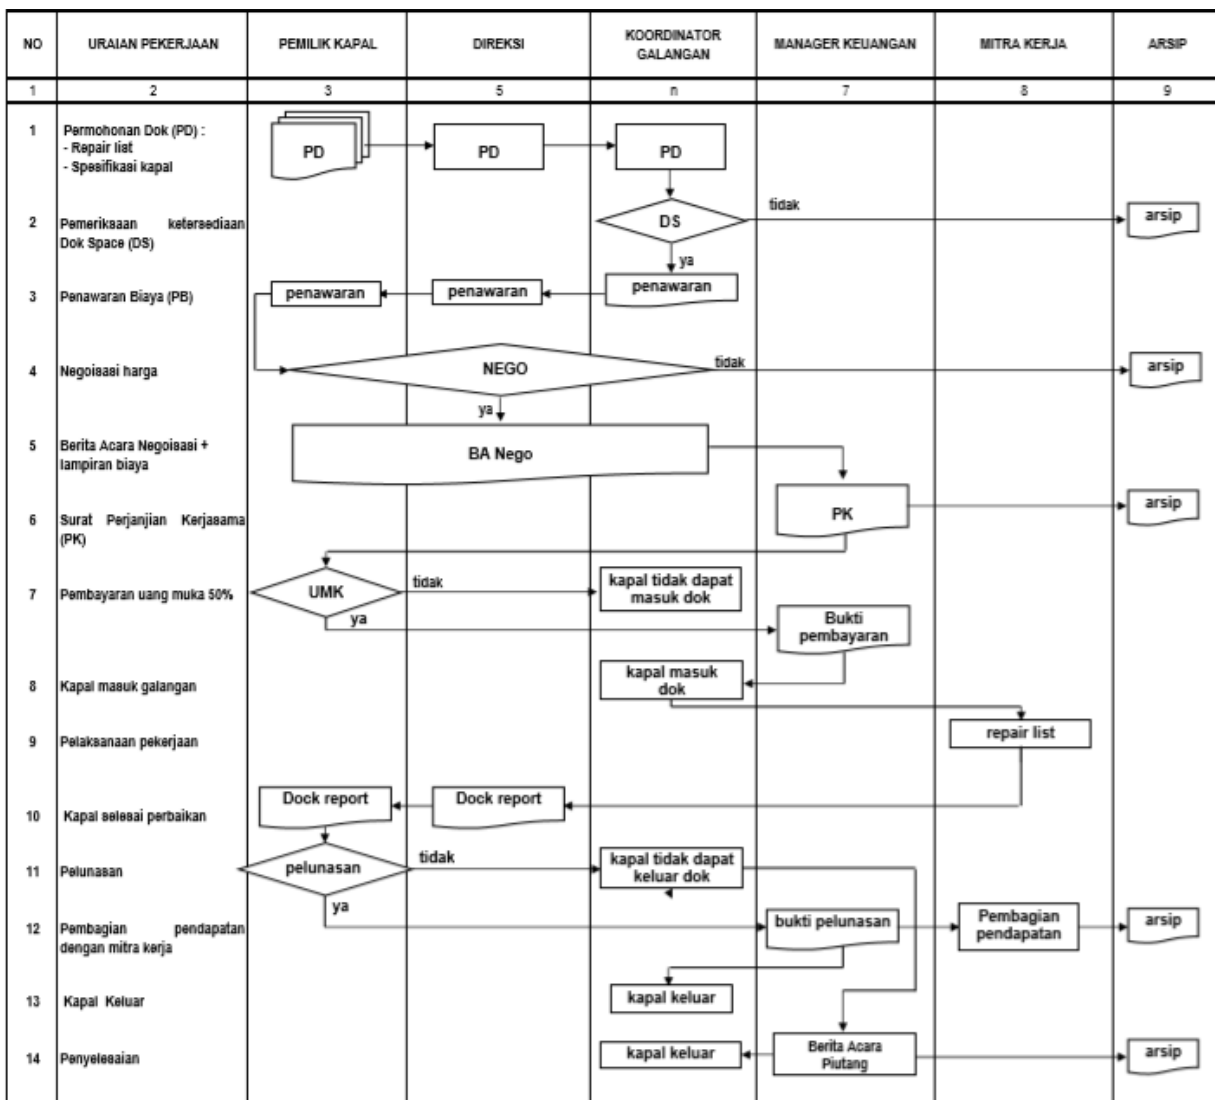 NO
URAIAN PEKERJAAN
PEMILIK KAPAL
DIREKSI
KOORDINATOR
GALANGAN
MANAGER KEUANGAN
MITRA KERJA
ARSIP
1
2
3
5
n
7
8
9
1
Permohonan Dok (PD) :
- Repair list
- Spesifikasi kapal
PD
PD
PD
2
Pemeriksaan ketersediaan
Dok Space (DS)
DS
tidak
arsip
ya
3
Penawaran Biaya (PB)
penawaran
penawaran
penawaran
4
Negoisasi harga
NEGO
tidak
arsip
ya
5
Berita Acara Negoisasi +
lampiran biaya
BA Nego
6
Surat Perjanjian Kerjasama
(PK)
PK
arsip
7
Pembayaran uang muka 50%
UMK
tidak
kapal tidak dapat
masuk dok
ya
Bukti
pembayaran
8
Kapal masuk galangan
kapal masuk
dok
9
Pelaksanaan pekerjaan
repair list
10
Kapal selesai perbaikan
Dock report
Dock report
11
Pelunasan
pelunasan
tidak
kapal tidak dapat
keluar dok
ya
12
Pembagian pendapatan
dengan mitra kerja
bukti pelunasan
Pembagian
pendapatan
arsip
13
Kapal Keluar
kapal keluar
14
Penyelesaian
kapal keluar
Berita Acara
Piutang
arsip